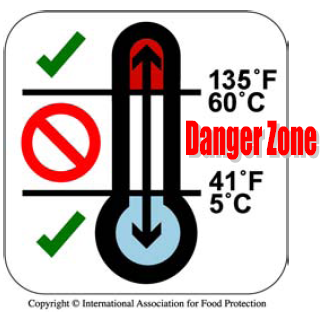 135°F
60°C
Danger Zone
41°F
5°C
Copyright © International Association for Food Protection